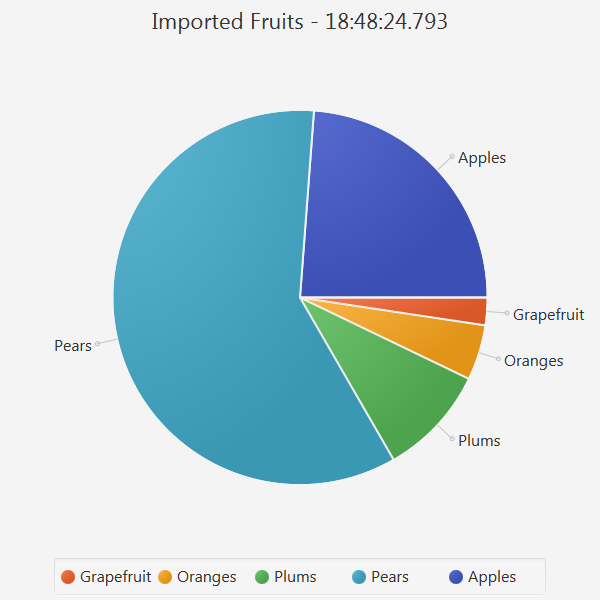 Imported Fruits - 18:48:24.793
Apples
Grapefruit
Oranges
Pears
Plums
Grapefruit Oranges Plums Pears Apples